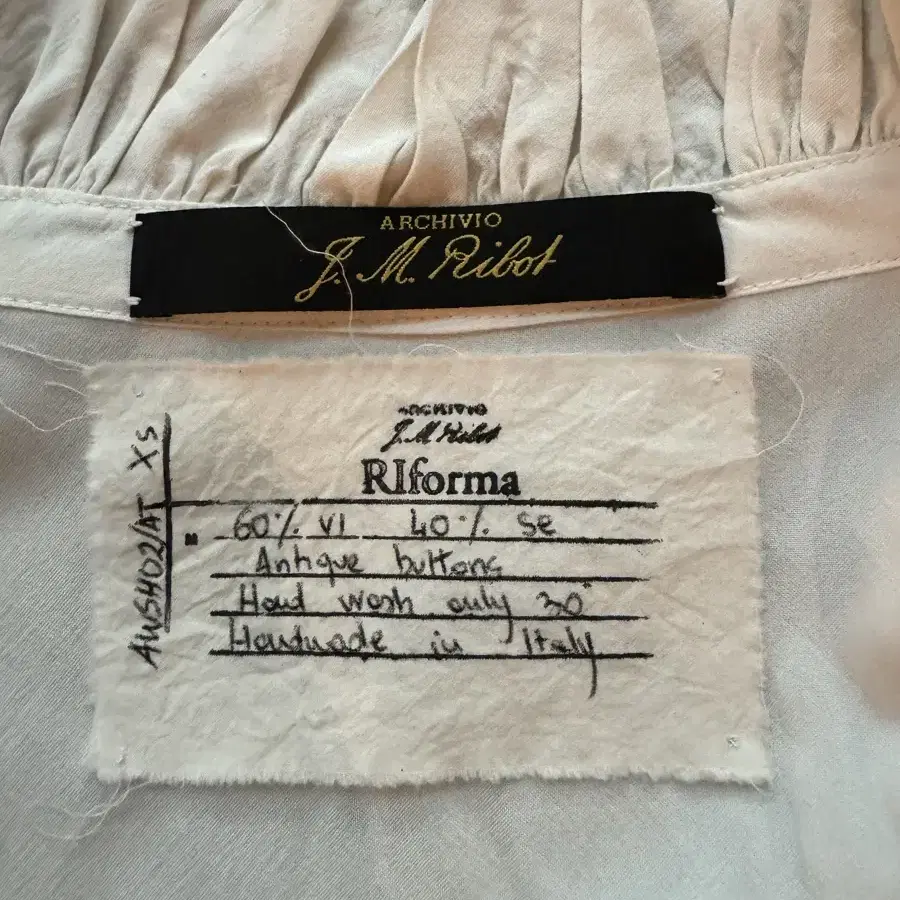 ARCHIVIO
J. M. Ribot
ARCHIVIO
J. M Ribot
RIforma
60% VI 40% Se
Antique buttons
Hand wash only 30°
Handmade in Italy
AWSH02/AT XS